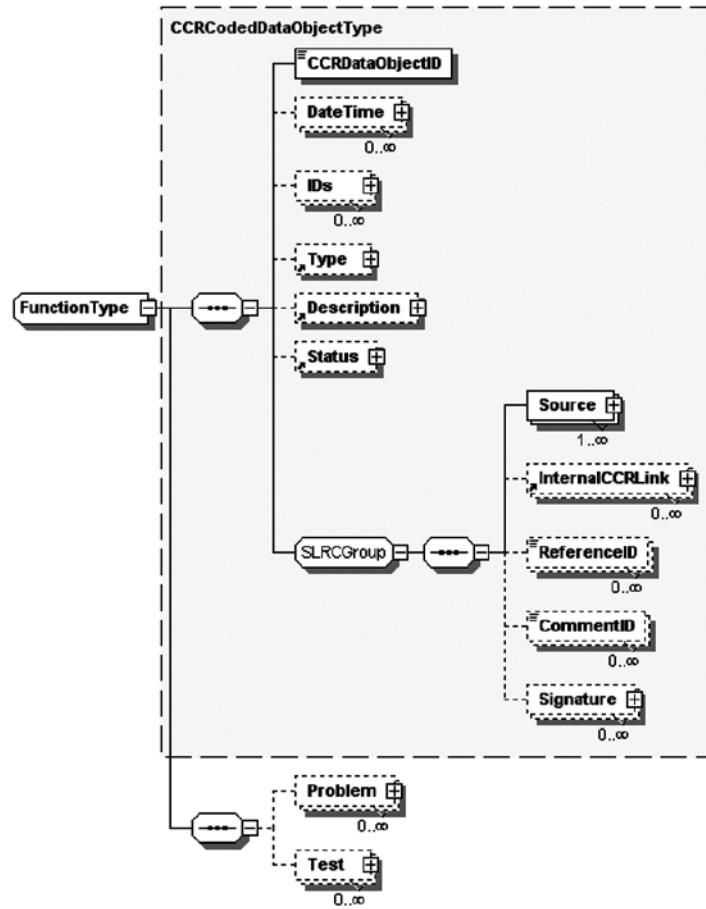 CCRCodedDataObjectType
CCRDataObjectID
DateTime
0..∞
IDs
0..∞
Type
FunctionType
Description
Status
Source
1..∞
InternalCCRLink
0..∞
SLRCGroup
ReferenceID
0..∞
CommentID
0..∞
Signature
0..∞
Problem
0..∞
Test
0..∞